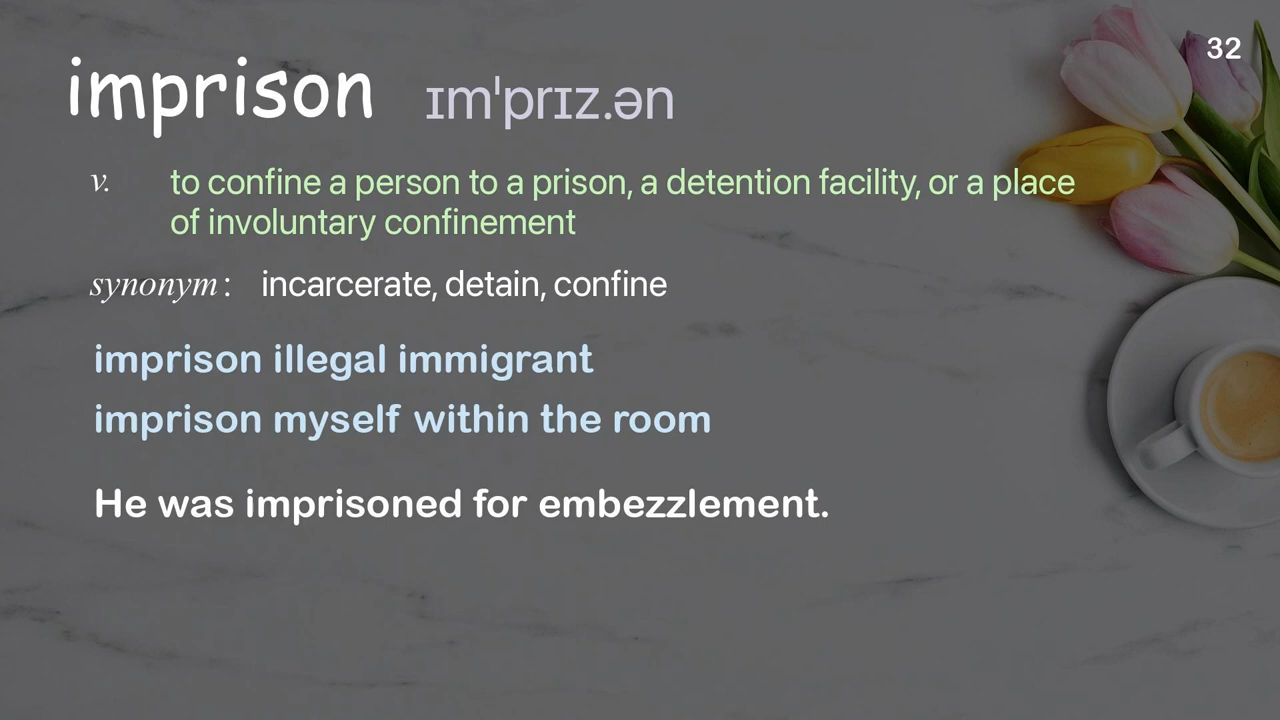 32
imprison ɪmˈprɪz.ən
v. to confine a person to a prison, a detention facility, or a place
of involuntary confinement
synonym: incarcerate, detain, confine
imprison illegal immigrant
imprison myself within the room
He was imprisoned for embezzlement.